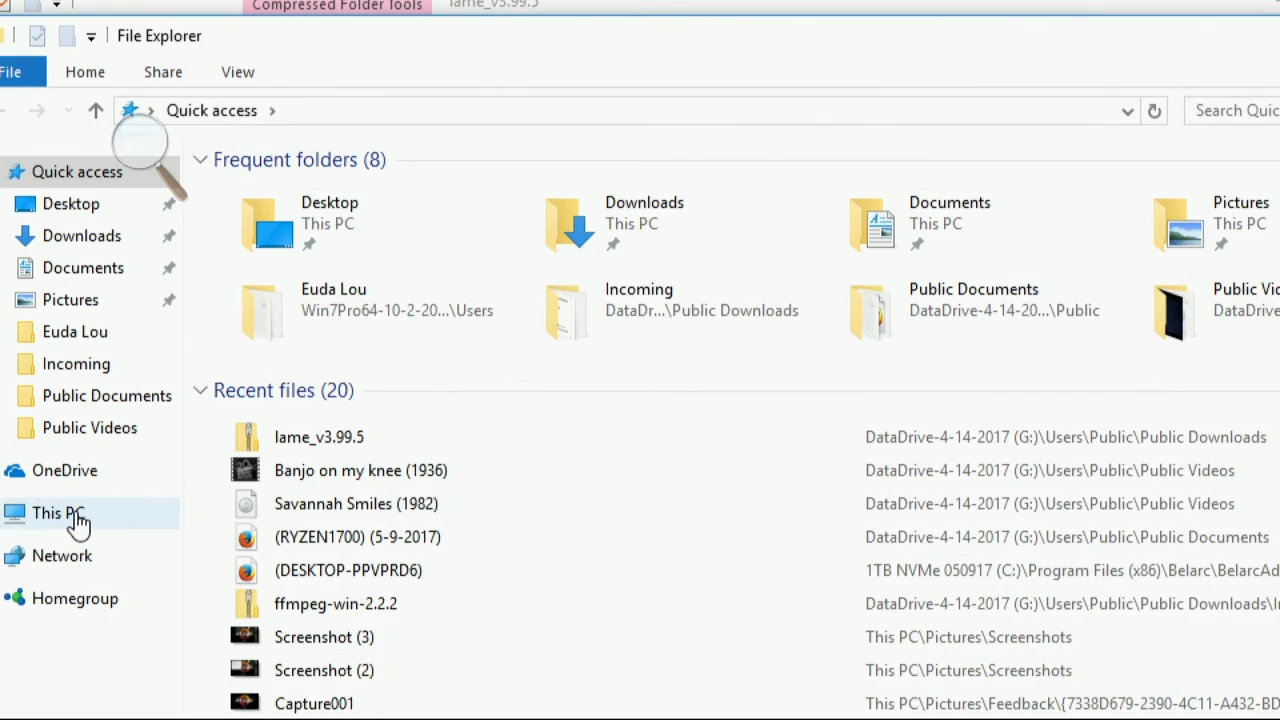 Compressed Folder Tools
lame_v3.99.5
File Explorer
File
Home
Share
View
Quick access
Search Quic
Quick access
Desktop
Downloads
Documents
Pictures
Euda Lou
Incoming
Public Documents
Public Videos
OneDrive
This PC
Network
Homegroup
Frequent folders (8)
Desktop
This PC
Downloads
This PC
Documents
This PC
Pictures
This PC
Euda Lou
Win7Pro64-10-2-20...\Users
Incoming
DataDr...\Public Downloads
Public Documents
DataDrive-4-14-20...\Public
Public Vid
DataDrive
Recent files (20)
lame_v3.99.5
DataDrive-4-14-2017 (G:)\Users\Public\Public Downloads
Banjo on my knee (1936)
DataDrive-4-14-2017 (G:)\Users\Public\Public Videos
Savannah Smiles (1982)
DataDrive-4-14-2017 (G:)\Users\Public\Public Videos
(RYZEN1700) (5-9-2017)
DataDrive-4-14-2017 (G:)\Users\Public\Public Documents
(DESKTOP-PPVPRD6)
1TB NVMe 050917 (C:)\Program Files (x86)\Belarc\BelarcAd
ffmpeg-win-2.2.2
DataDrive-4-14-2017 (G:)\Users\Public\Public Downloads\I
Screenshot (3)
This PC\Pictures\Screenshots
Screenshot (2)
This PC\Pictures\Screenshots
Capture001
This PC\Pictures\Feedback\{7338D679-2390-4C11-A432-BD